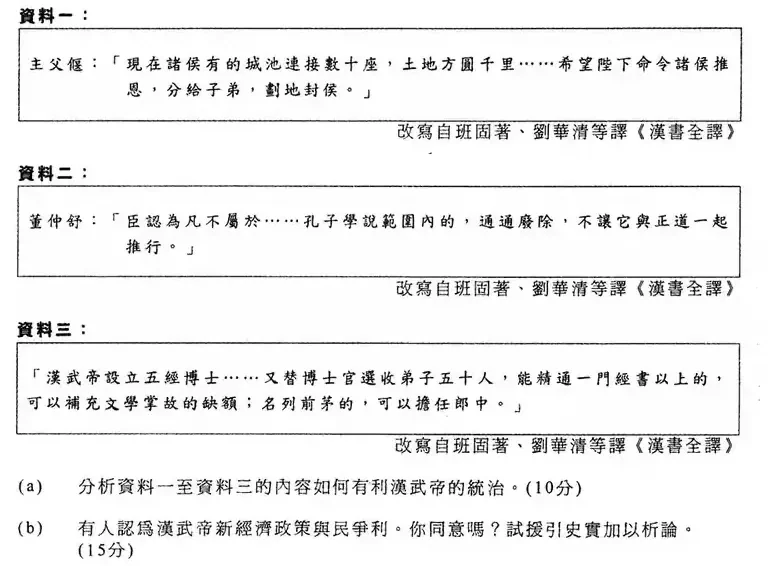 資料一：
主父偃：「現在諸侯有的城池連接數十座，土地方圓千里……希望陛下命令諸侯推
恩，分給子弟，劃地封侯。」
改寫自班固著、劉華清等譯《漢書全譯》
資料二：
董仲舒：「臣認為凡不屬於……孔子學說範圍內的，通通廢除，不讓它與正道一起
推行。」
改寫自班固著、劉華清等譯《漢書全譯》
資料三：
「漢武帝設立五經博士……又替博士官選收弟子五十人，能精通一門經書以上的，
可以補充文學掌故的缺額；名列前茅的，可以擔任郎中。」
改寫自班固著、劉華清等譯《漢書全譯》
(a) 分析資料一至資料三的內容如何有利漢武帝的統治。(10分)
(b) 有人認爲漢武帝新經濟政策與民爭利。你同意嗎？試援引史實加以析論。
(15分)